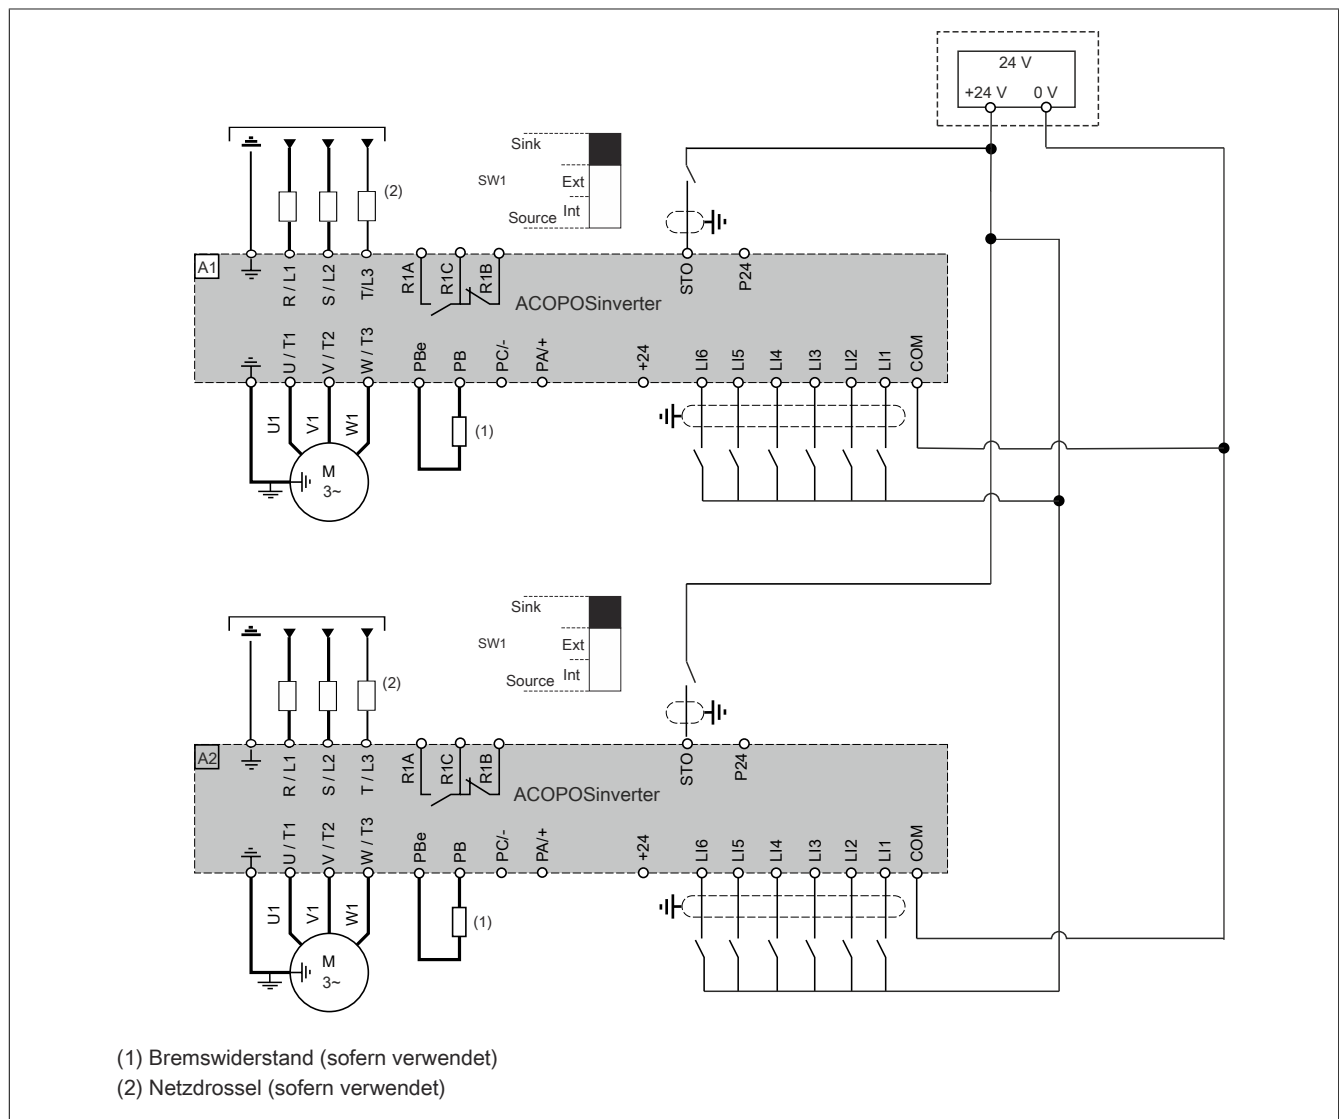 24 V
+24 V 0 V
Sink
SW1 Ext
Source Int
(2)
A1
R / L1
S / L2
T/L3
R1A
R1C
R1B
STO
P24
ACOPOSinverter
U / T1
V / T2
W / T3
PBe
PB
PC/-
PA/+
+24
LI6
LI5
LI4
LI3
LI2
LI1
COM
U1
V1
W1
(1)
M
3~
Sink
SW1 Ext
Source Int
(2)
A2
R / L1
S / L2
T / L3
R1A
R1C
R1B
STO
P24
ACOPOSinverter
U / T1
V / T2
W / T3
PBe
PB
PC/-
PA/+
+24
LI6
LI5
LI4
LI3
LI2
LI1
COM
U1
V1
W1
(1)
M
3~
(1) Bremswiderstand (sofern verwendet)
(2) Netzdrossel (sofern verwendet)